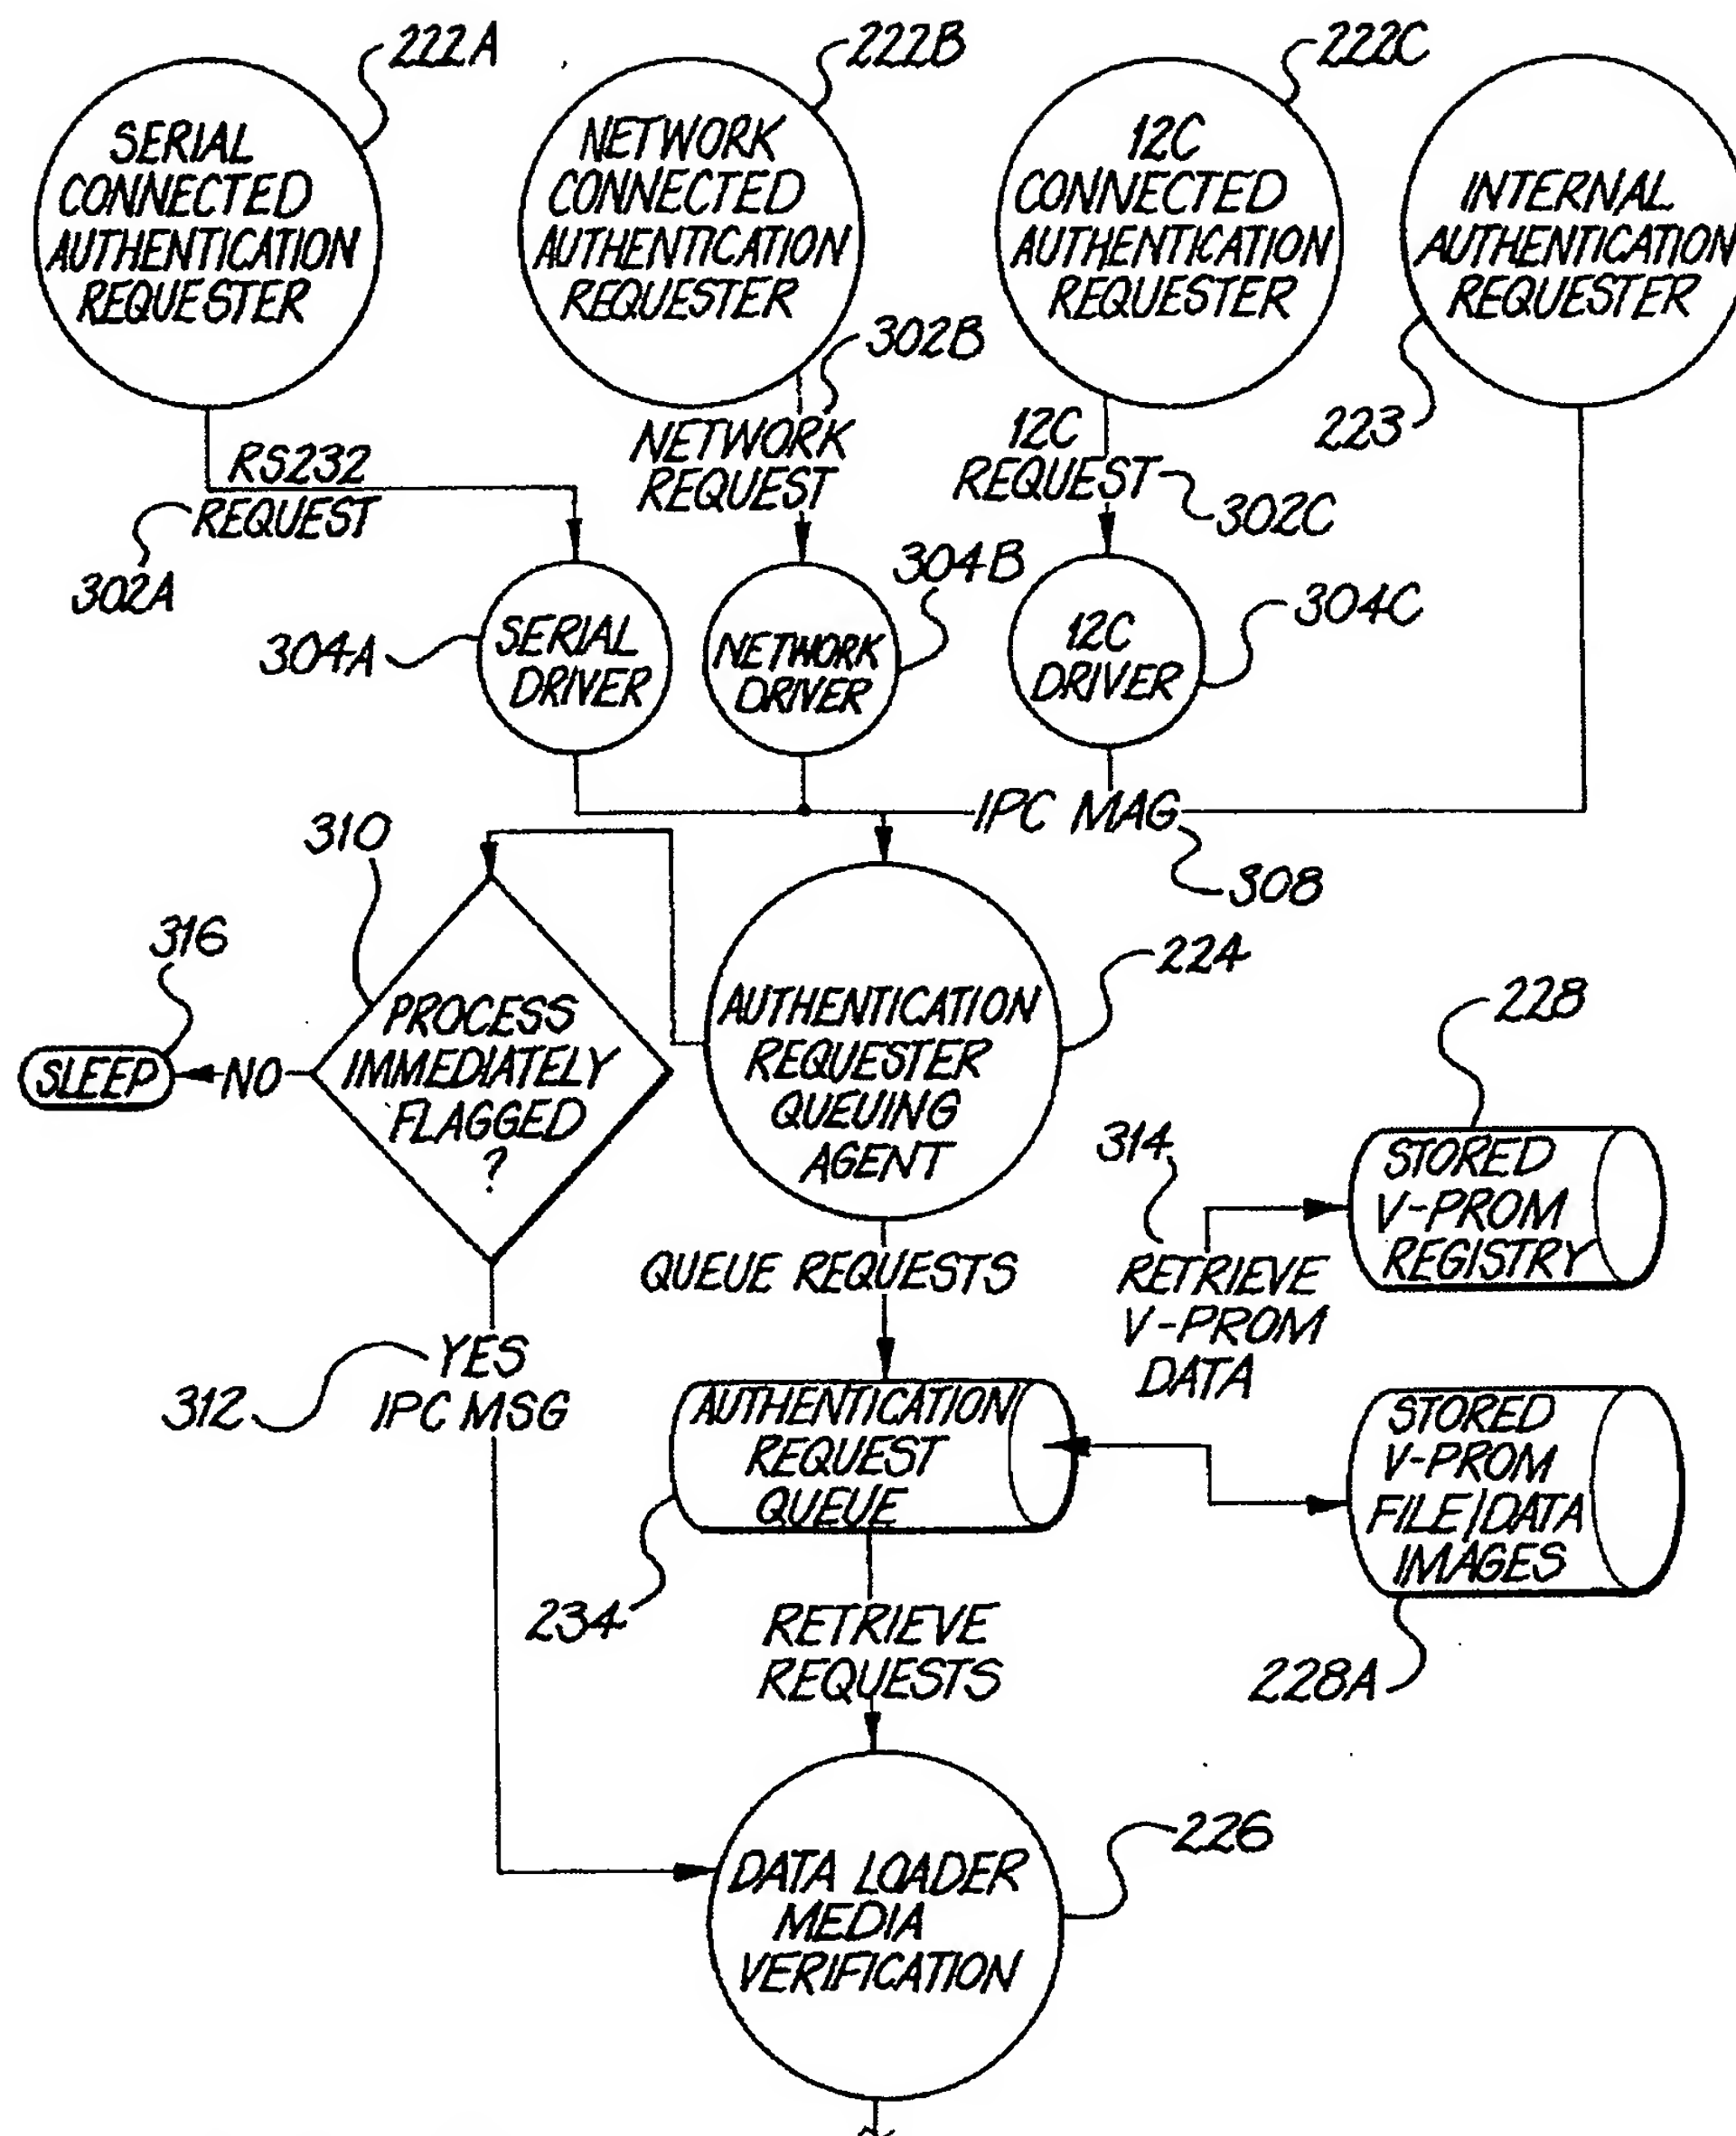 222A
222B
222C
SERIAL
CONNECTED
AUTHENTICATION
REQUESTER
NETWORK
CONNECTED
AUTHENTICATION
REQUESTER
12C
CONNECTED
AUTHENTICATION
REQUESTER
INTERNAL
AUTHENTICATION
REQUESTER
302B
223
RS232
REQUEST
302A
NETWORK
REQUEST
12C
REQUEST
302C
304A
SERIAL
DRIVER
304B
NETWORK
DRIVER
304C
12C
DRIVER
IPC MAG
308
310
316
SLEEP
NO
PROCESS
IMMEDIATELY
FLAGGED
?
224
AUTHENTICATION
REQUESTER
QUEUING
AGENT
228
STORED
V-PROM
REGISTRY
314
RETRIEVE
V-PROM
DATA
QUEUE REQUESTS
312
YES
IPC MSG
AUTHENTICATION
REQUEST
QUEUE
234
STORED
V-PROM
FILE/DATA
IMAGES
228A
RETRIEVE
REQUESTS
226
DATA LOADER
MEDIA
VERIFICATION